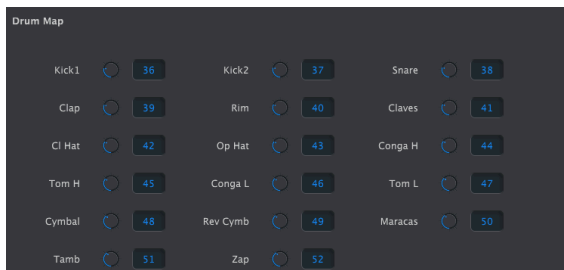 Drum Map
Kick1 36 Kick2 37 Snare 38
Clap 39 Rim 40 Claves 41
Cl Hat 42 Op Hat 43 Conga H 44
Tom H 45 Conga L 46 Tom L 47
Cymbal 48 Rev Cymb 49 Maracas 50
Tamb 51 Zap 52